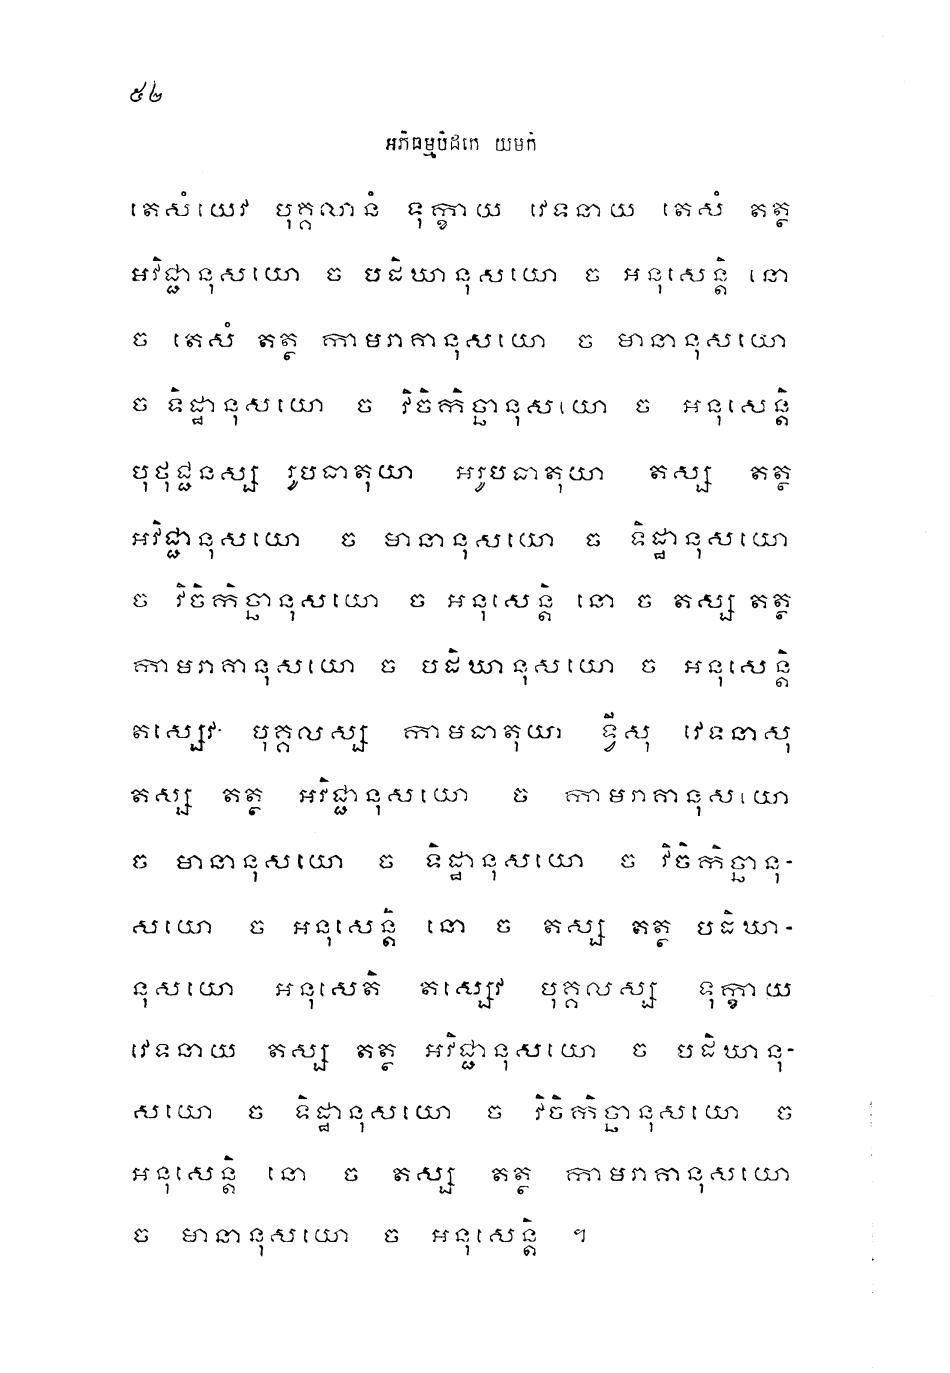 ៥២
អភិធម្មបិដកេ យមកំ
តេសំយេវ បុគ្គលានំ ទុក្ខាយ វេទនាយ តេសំ តត្ថ
អវិជ្ជានុសយោ ច បដិឃានុសយោ ច អនុសេន្តិ នោ
ច តេសំ តត្ថ កាមរាគានុសយោ ច មានានុសយោ
ច ទិដ្ឋានុសយោ ច វិចិកិច្ឆានុសយោ ច អនុសេន្តិ
បុថុជ្ជនស្ស រូបធាតុយា អរូបធាតុយា តស្ស តត្ថ
អវិជ្ជានុសយោ ច មានានុសយោ ច ទិដ្ឋានុសយោ
ច វិចិកិច្ឆានុសយោ ច អនុសេន្តិ នោ ច តស្ស តត្ថ
កាមរាគានុសយោ ច បដិឃានុសយោ ច អនុសេន្តិ
តស្សេវ បុគ្គលស្ស កាមធាតុយា ទ្វីសុ វេទនាសុ
តស្ស តត្ថ អវិជ្ជានុសយោ ច កាមរាគានុសយោ
ច មានានុសយោ ច ទិដ្ឋានុសយោ ច វិចិកិច្ឆានុ-
សយោ ច អនុសេន្តិ នោ ច តស្ស តត្ថ បដិឃា-
នុសយោ អនុសេតិ តស្សេវ បុគ្គលស្ស ទុក្ខាយ
វេទនាយ តស្ស តត្ថ អវិជ្ជានុសយោ ច បដិឃានុ-
សយោ ច ទិដ្ឋានុសយោ ច វិចិកិច្ឆានុសយោ ច
អនុសេន្តិ នោ ច តស្ស តត្ថ កាមរាគានុសយោ
ច មានានុសយោ ច អនុសេន្តិ ។